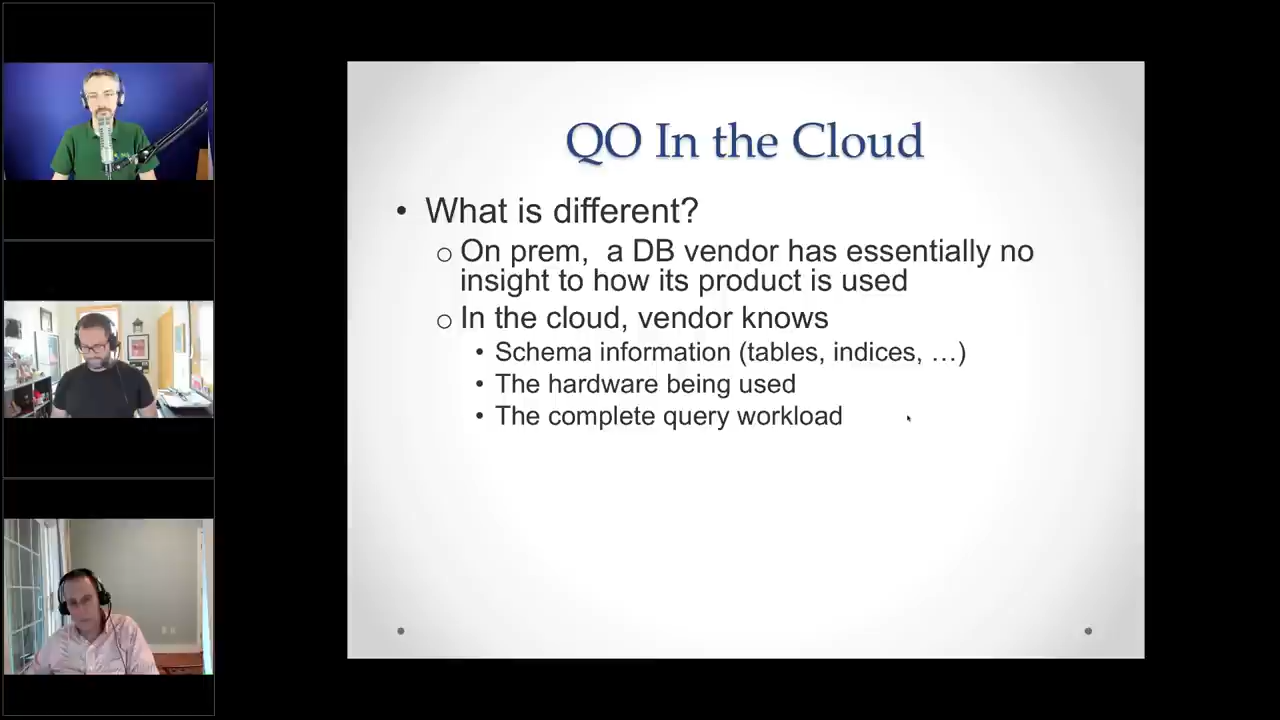 QO In the Cloud
• What is different?
o On prem, a DB vendor has essentially no
insight to how its product is used
o In the cloud, vendor knows
• Schema information (tables, indices, …)
• The hardware being used
• The complete query workload